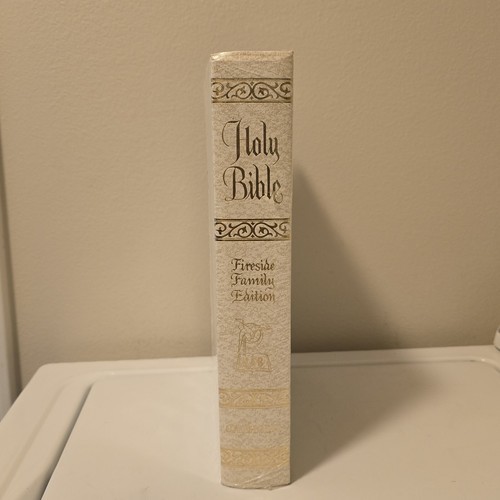 Holy
Bible
Fireside
Family
Edition